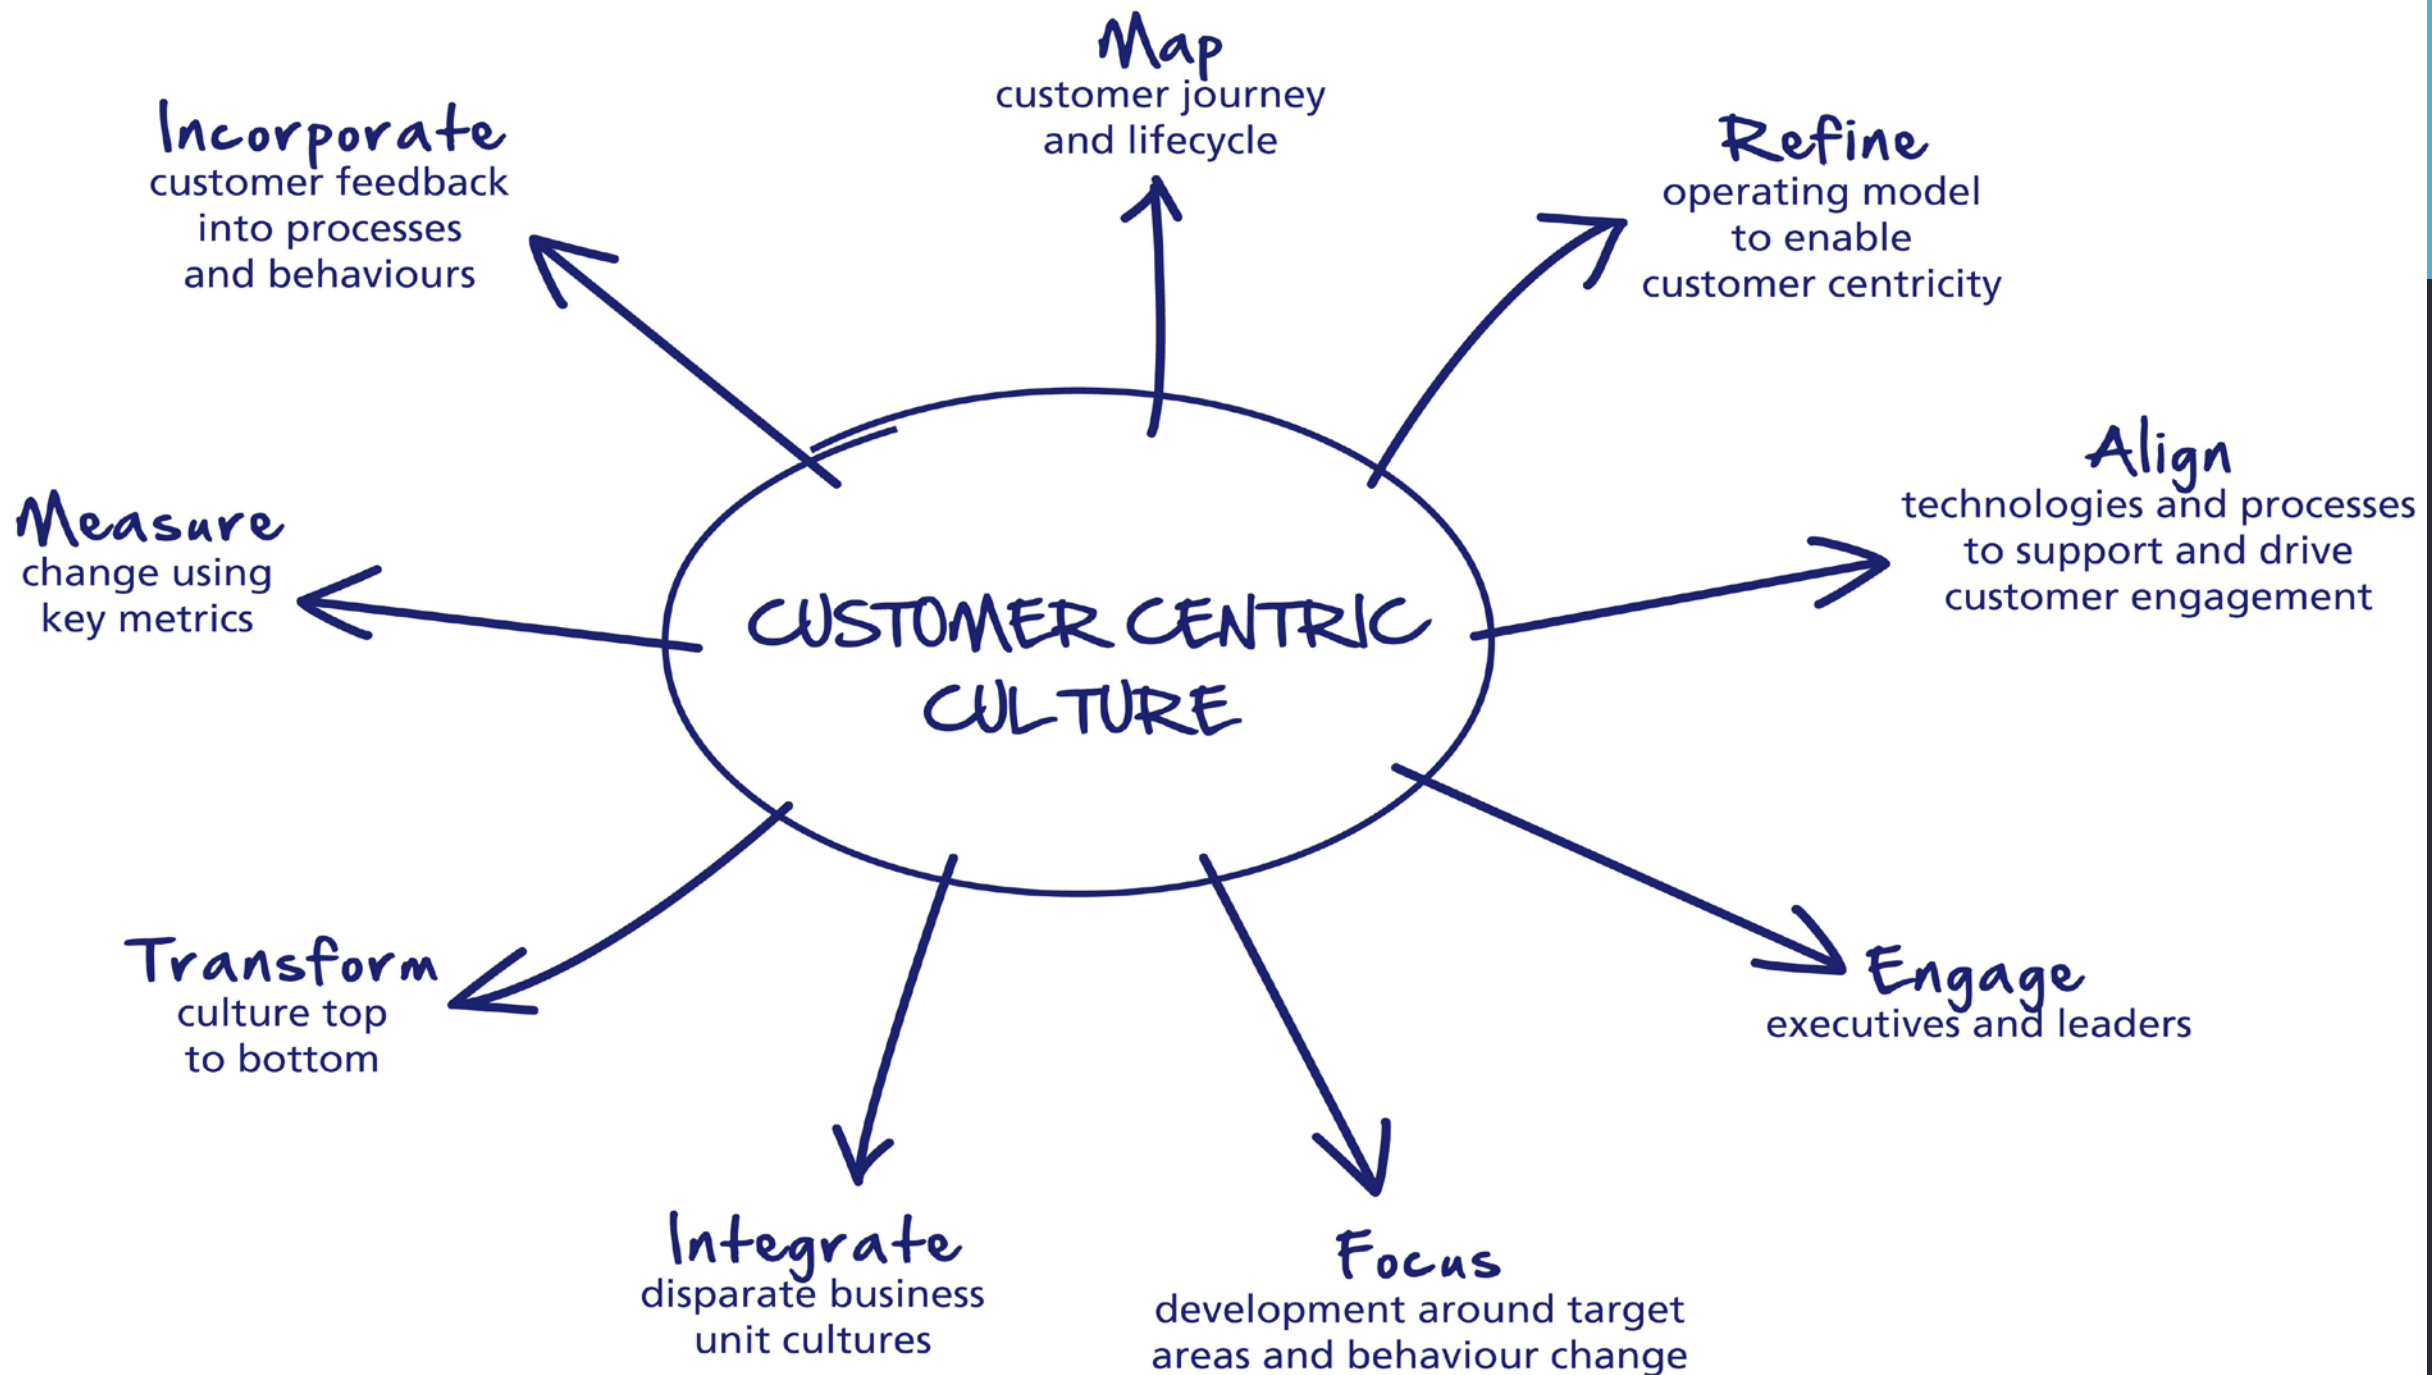 Map
customer journey
and lifecycle
Refine
operating model
to enable
customer centricity
Align
technologies and processes
to support and drive
customer engagement
Engage
executives and leaders
Focus
development around target
areas and behaviour change
Integrate
disparate business
unit cultures
Transform
culture top
to bottom
Measure
change using
key metrics
Incorporate
customer feedback
into processes
and behaviours
CUSTOMER CENTRIC
CULTURE